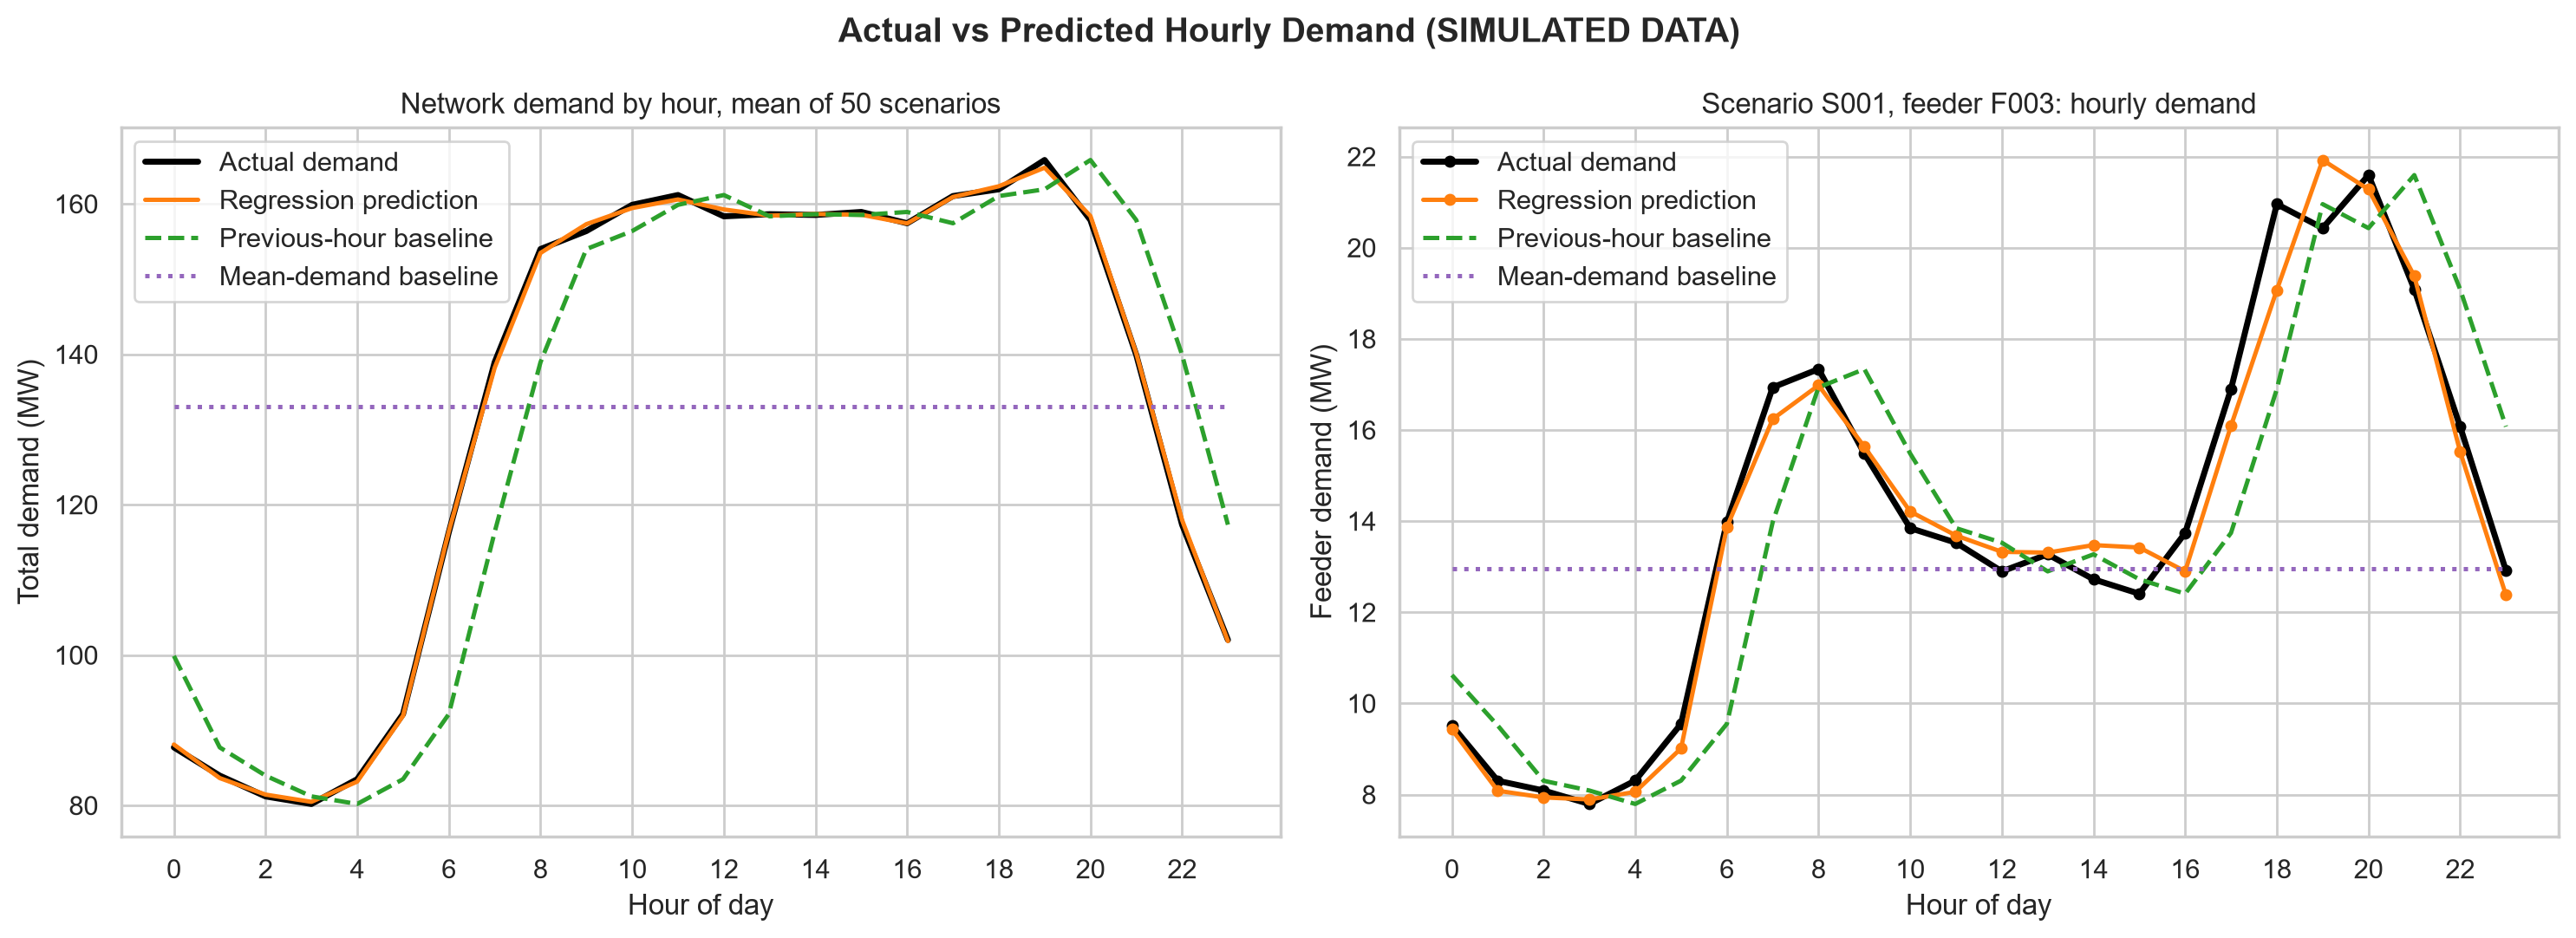 Actual vs Predicted Hourly Demand (SIMULATED DATA)
Network demand by hour, mean of 50 scenarios
Actual demand
Regression prediction
Previous-hour baseline
Mean-demand baseline
Total demand (MW)
160
140
120
100
80
0 2 4 6 8 10 12 14 16 18 20 22
Hour of day
Scenario S001, feeder F003: hourly demand
Actual demand
Regression prediction
Previous-hour baseline
Mean-demand baseline
Feeder demand (MW)
22
20
18
16
14
12
10
8
0 2 4 6 8 10 12 14 16 18 20 22
Hour of day